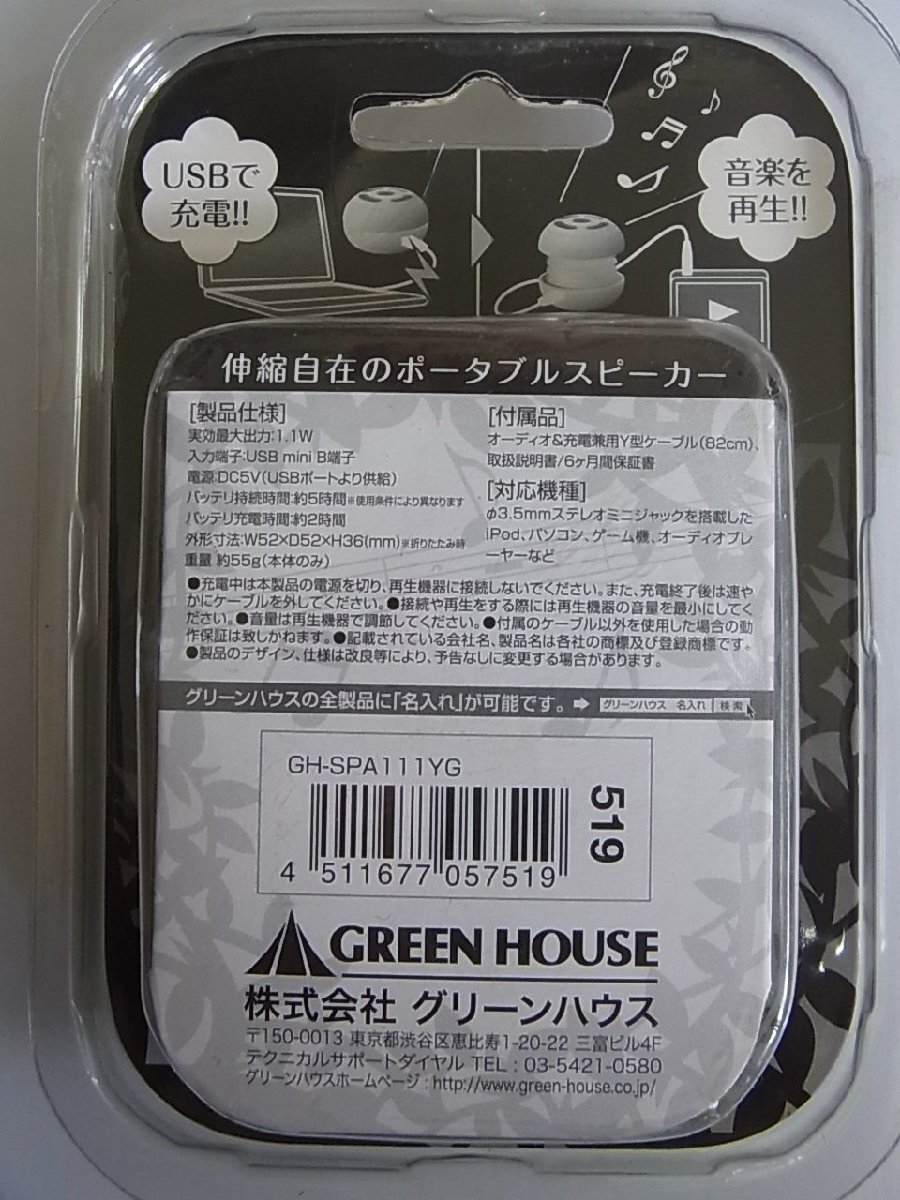 USBで
充電!!
音楽を
再生!!
伸縮自在のポータブルスピーカー
[製品仕様]
実効最大出力:1.1W
入力端子:USB mini B端子
電源:DC5V(USBポートより供給)
バッテリ持続時間:約5時間※使用条件により異なります
バッテリ充電時間:約2時間
外形寸法:W52×D52×H36(mm)※折りたたみ時
重量 約55g(本体のみ)
[付属品]
オーディオ&充電兼用Y型ケーブル(82cm)、
取扱説明書/6ヶ月間保証書
[対応機種]
φ3.5mmステレオミニジャックを搭載した
iPod、パソコン、ゲーム機、オーディオプレ
ーヤーなど
●充電中は本製品の電源を切り、再生機器に接続しないでください。また、充電終了後は速や
かにケーブルを外してください。●接続や再生をする際には再生機器の音量を最小にしてく
ださい。●音量は再生機器で調節してください。●付属のケーブル以外を使用した場合の動
作保証は致しかねます。●記載されている会社名、製品名は各社の商標及び登録商標です。
●製品のデザイン、仕様は改良等により、予告なしに変更する場合があります。
グリーンハウスの全製品に「名入れ」が可能です。➡ グリーンハウス 名入れ 検索
GH-SPA111YG
519
4 511677 057519
GREEN HOUSE
株式会社 グリーンハウス
〒150-0013 東京都渋谷区恵比寿1-20-22 三富ビル4F
テクニカルサポートダイヤル TEL : 03-5421-0580
グリーンハウスホームページ : http://www.green-house.co.jp/